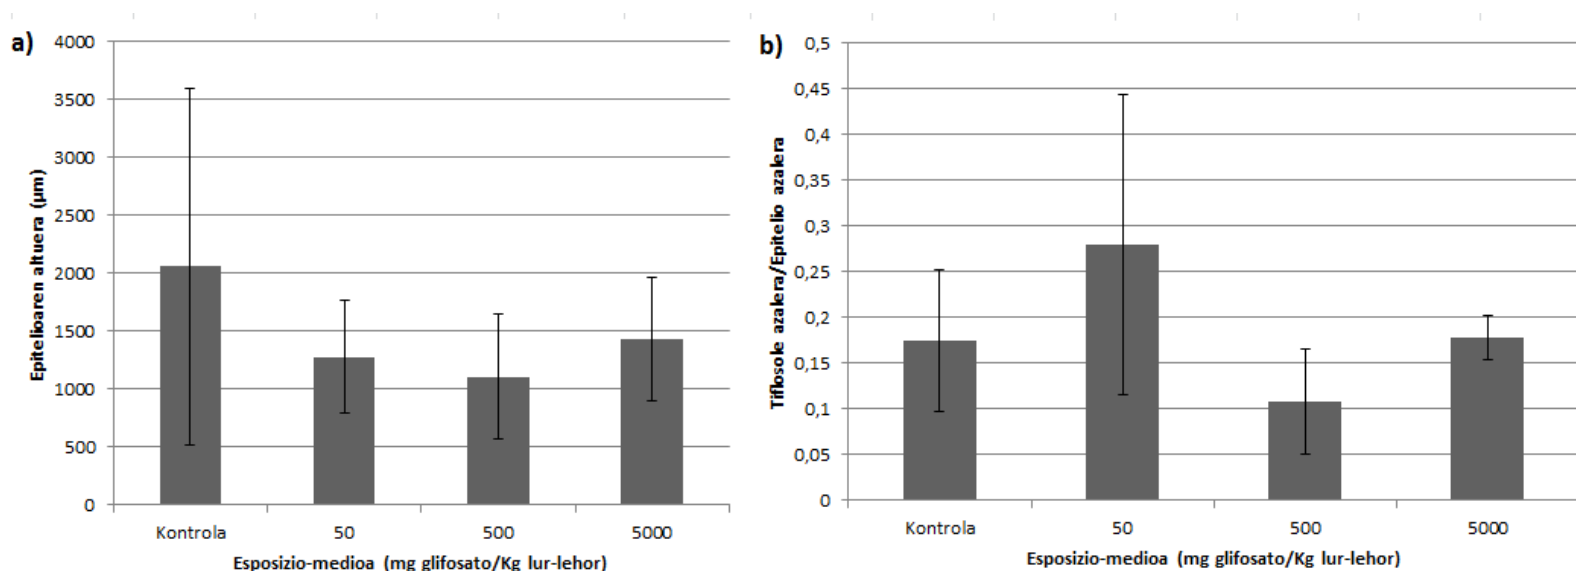 a)
Epitelioaren altuera (µm)
4000
3500
3000
2500
2000
1500
1000
500
0
Kontrola 50 500 5000
Esposizio-medioa (mg glifosato/Kg lur-lehor)
b)
Tiflosole azalera/Epitelio azalera
0,5
0,45
0,4
0,35
0,3
0,25
0,2
0,15
0,1
0,05
0
Kontrola 50 500 5000
Esposizio-medioa (mg glifosato/Kg lur-lehor)